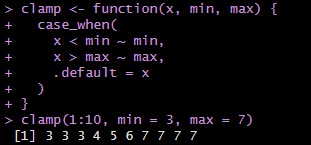 > clamp <- function(x, min, max) {
+   case_when(
+     x < min ~ min,
+     x > max ~ max,
+     .default = x
+   )
+ }
> clamp(1:10, min = 3, max = 7)
 [1] 3 3 3 4 5 6 7 7 7 7